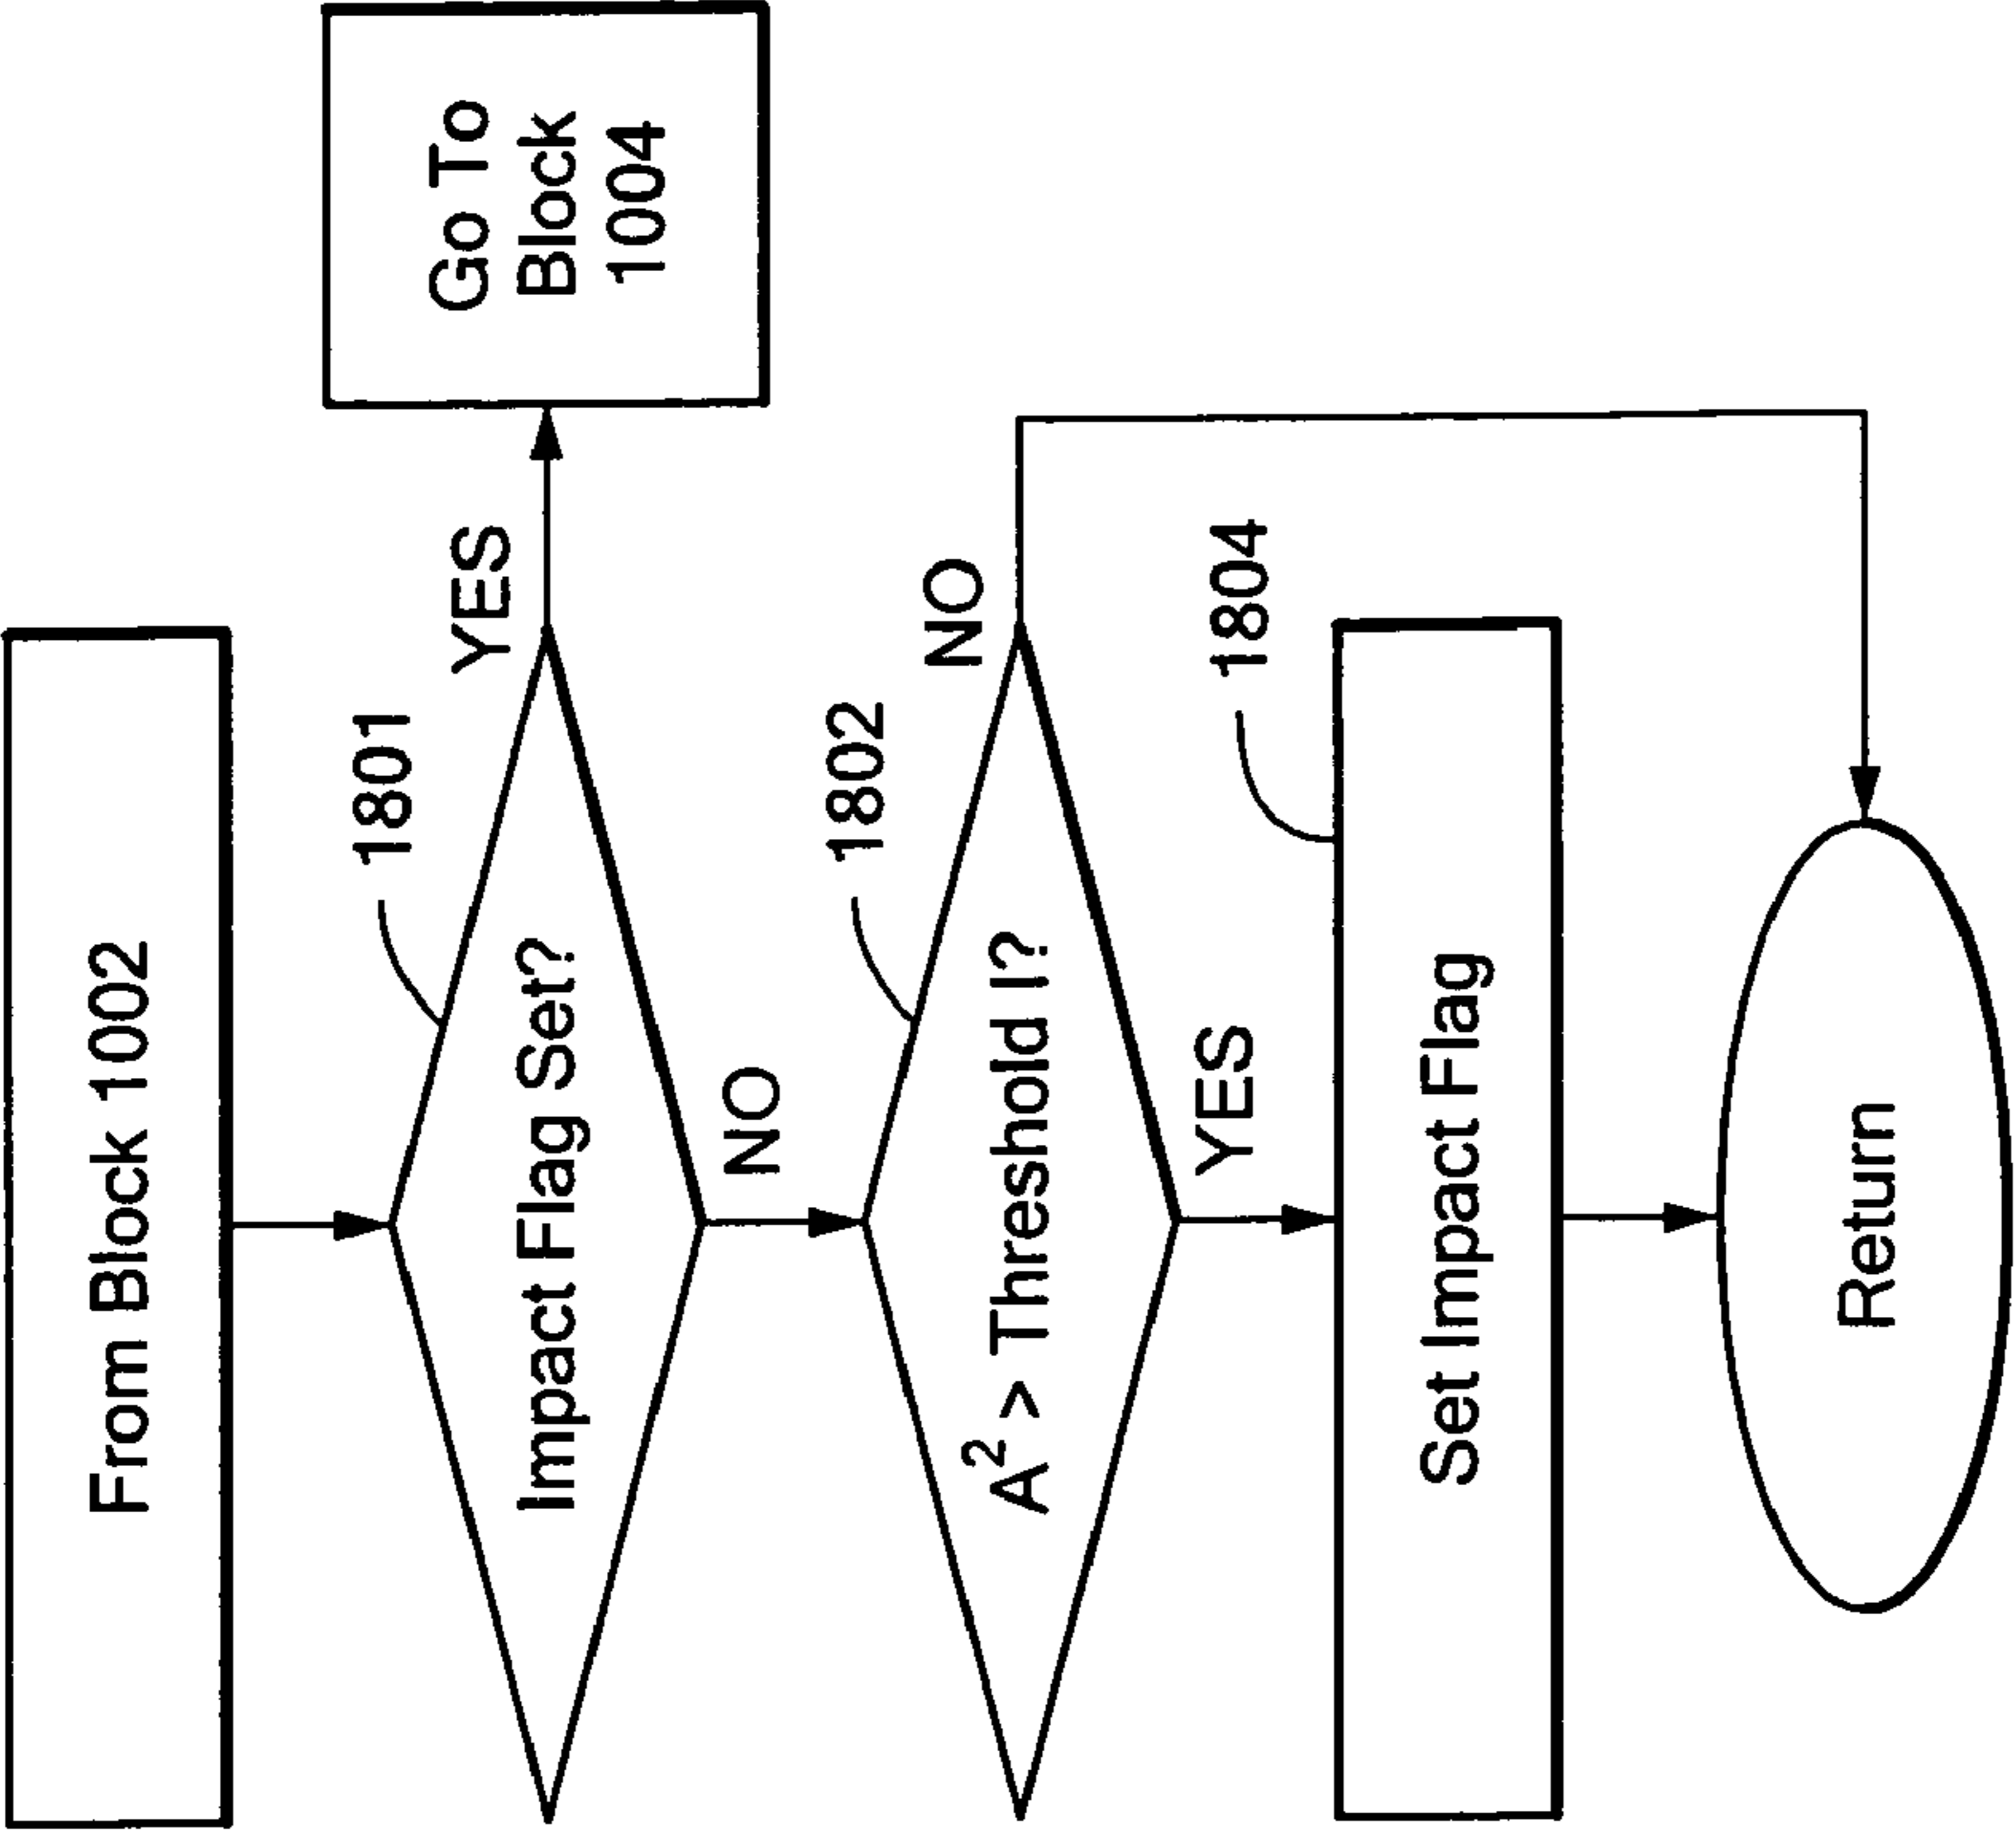 From Block 1002
1801
Impact Flag Set?
YES
Go To
Block
1004
NO
1802
A² > Threshold I?
NO
YES
1804
Set Impact Flag
Return